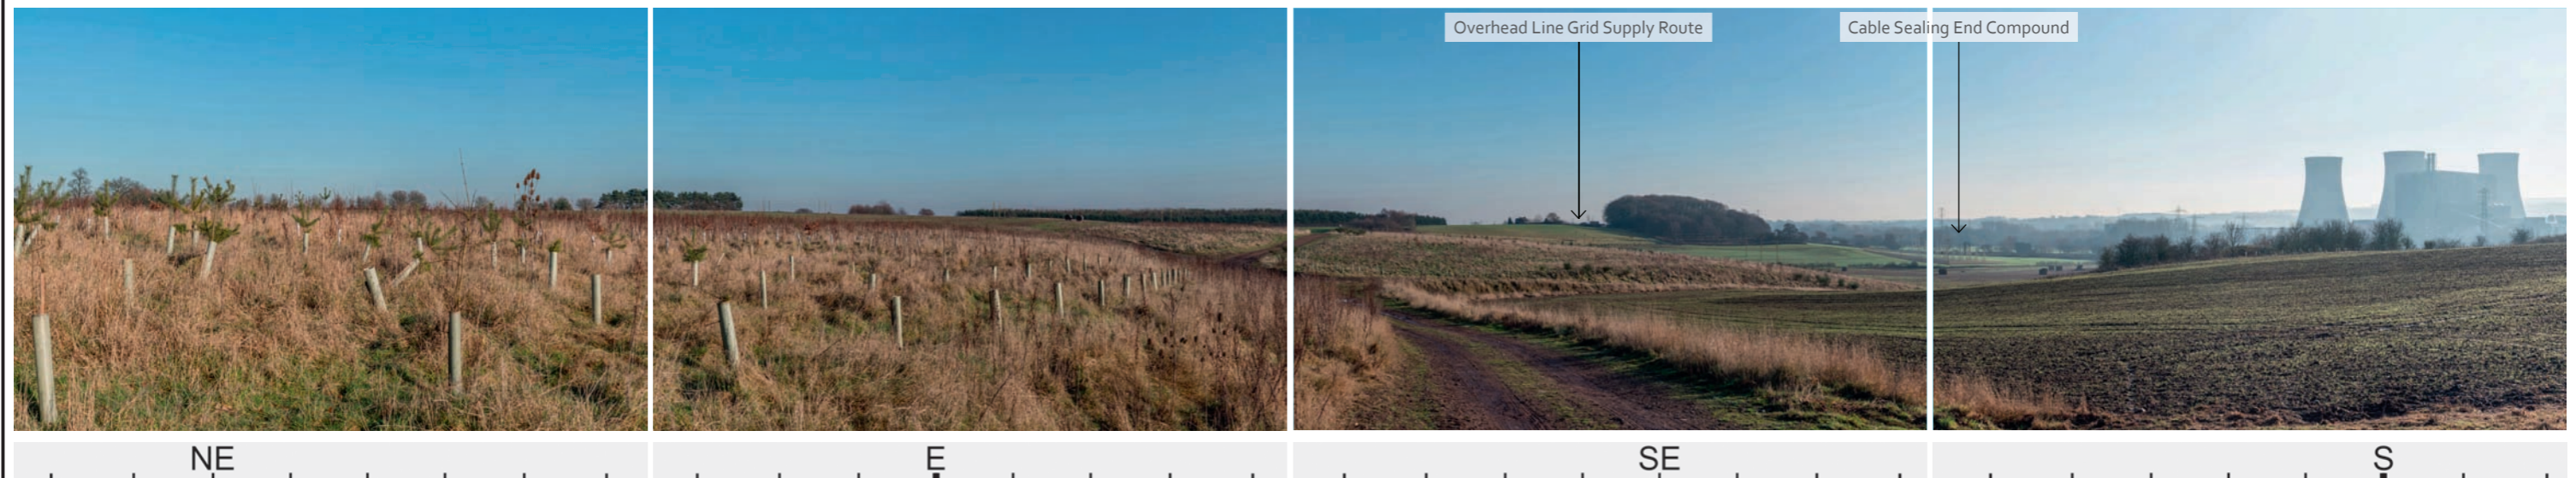 Overhead Line Grid Supply Route
Cable Sealing End Compound
NE
E
SE
S